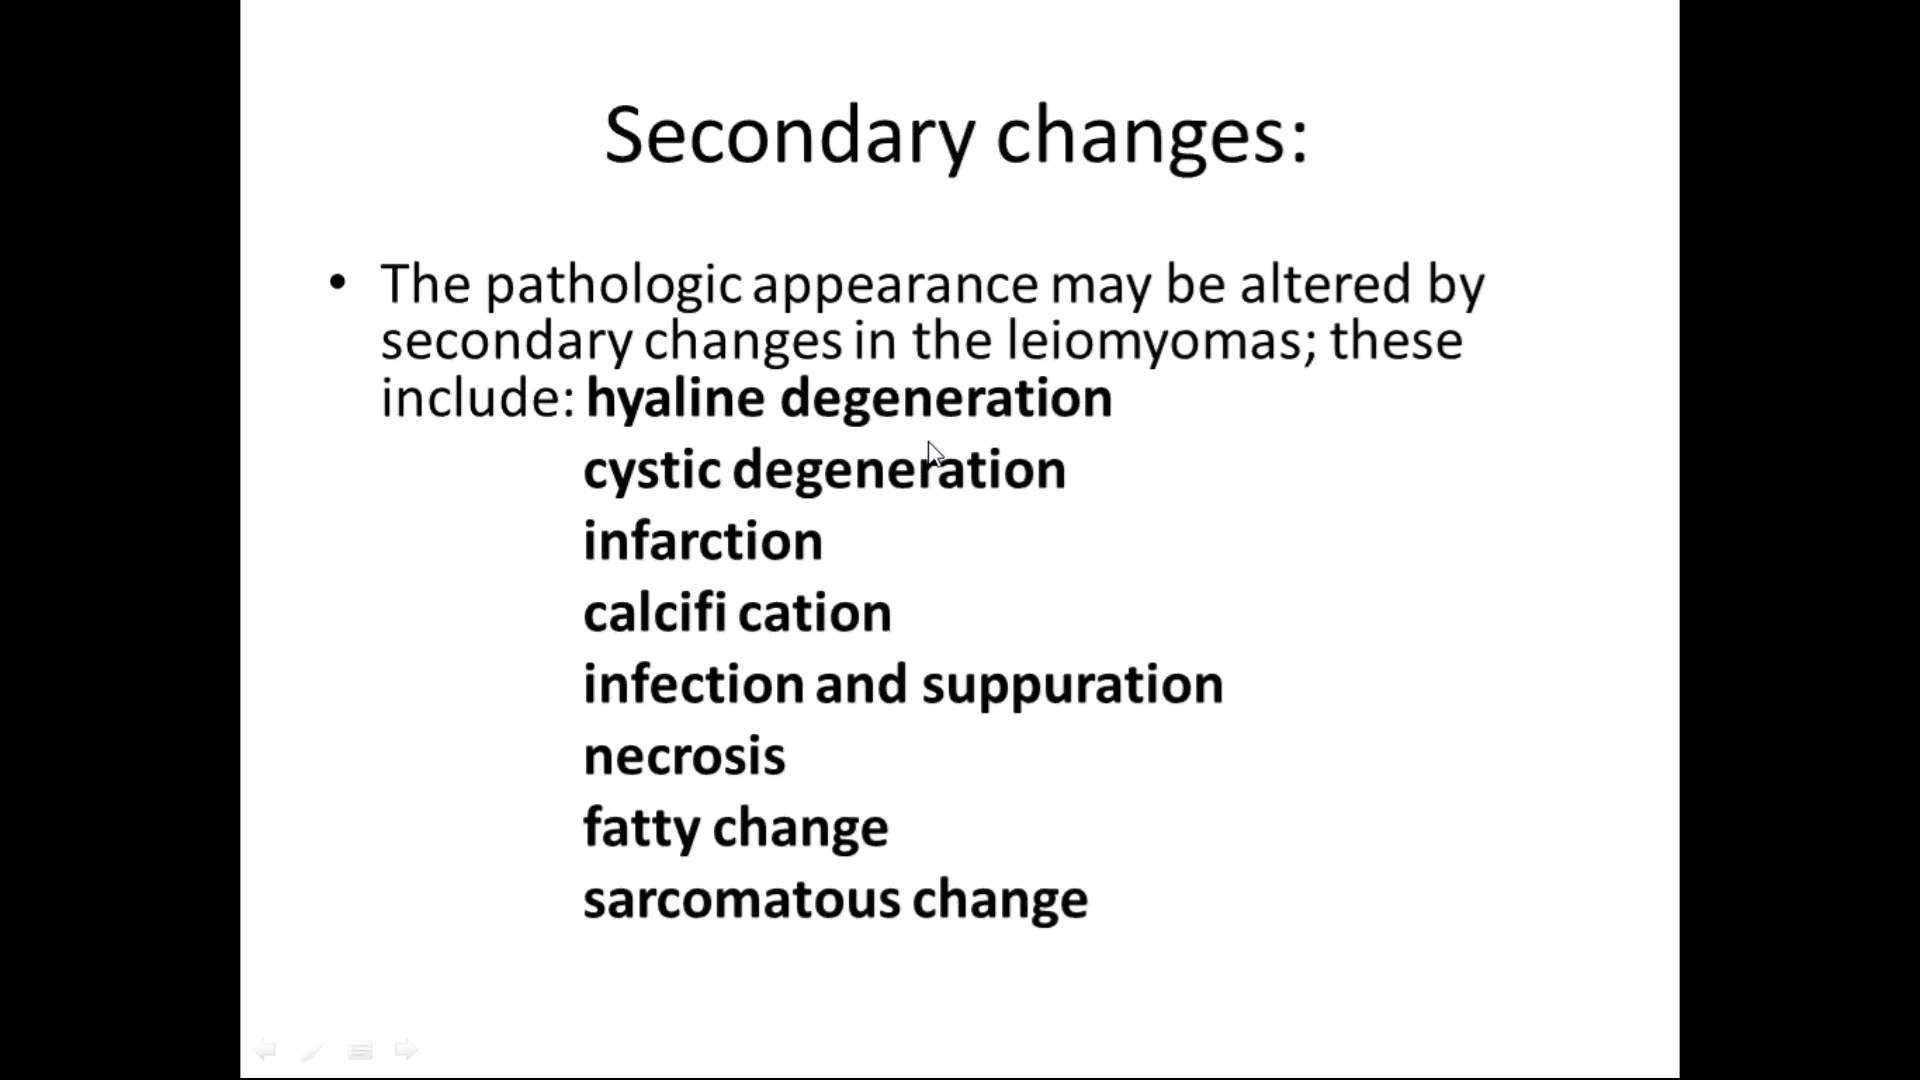 Secondary changes:
• The pathologic appearance may be altered by
secondary changes in the leiomyomas; these
include: hyaline degeneration
cystic degeneration
infarction
calcifi cation
infection and suppuration
necrosis
fatty change
sarcomatous change